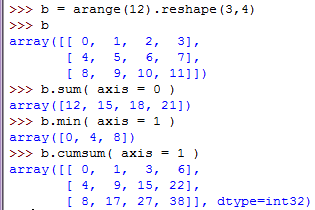 >>> b = arange(12).reshape(3,4)
>>> b
array([[ 0,  1,  2,  3],
       [ 4,  5,  6,  7],
       [ 8,  9, 10, 11]])
>>> b.sum( axis = 0 )
array([12, 15, 18, 21])
>>> b.min( axis = 1 )
array([0, 4, 8])
>>> b.cumsum( axis = 1 )
array([[ 0,  1,  3,  6],
       [ 4,  9, 15, 22],
       [ 8, 17, 27, 38]], dtype=int32)